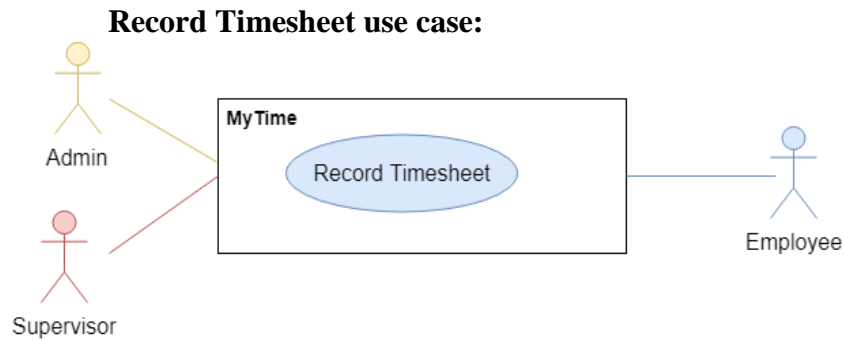 Record Timesheet use case:
MyTime
Record Timesheet
Admin
Employee
Supervisor